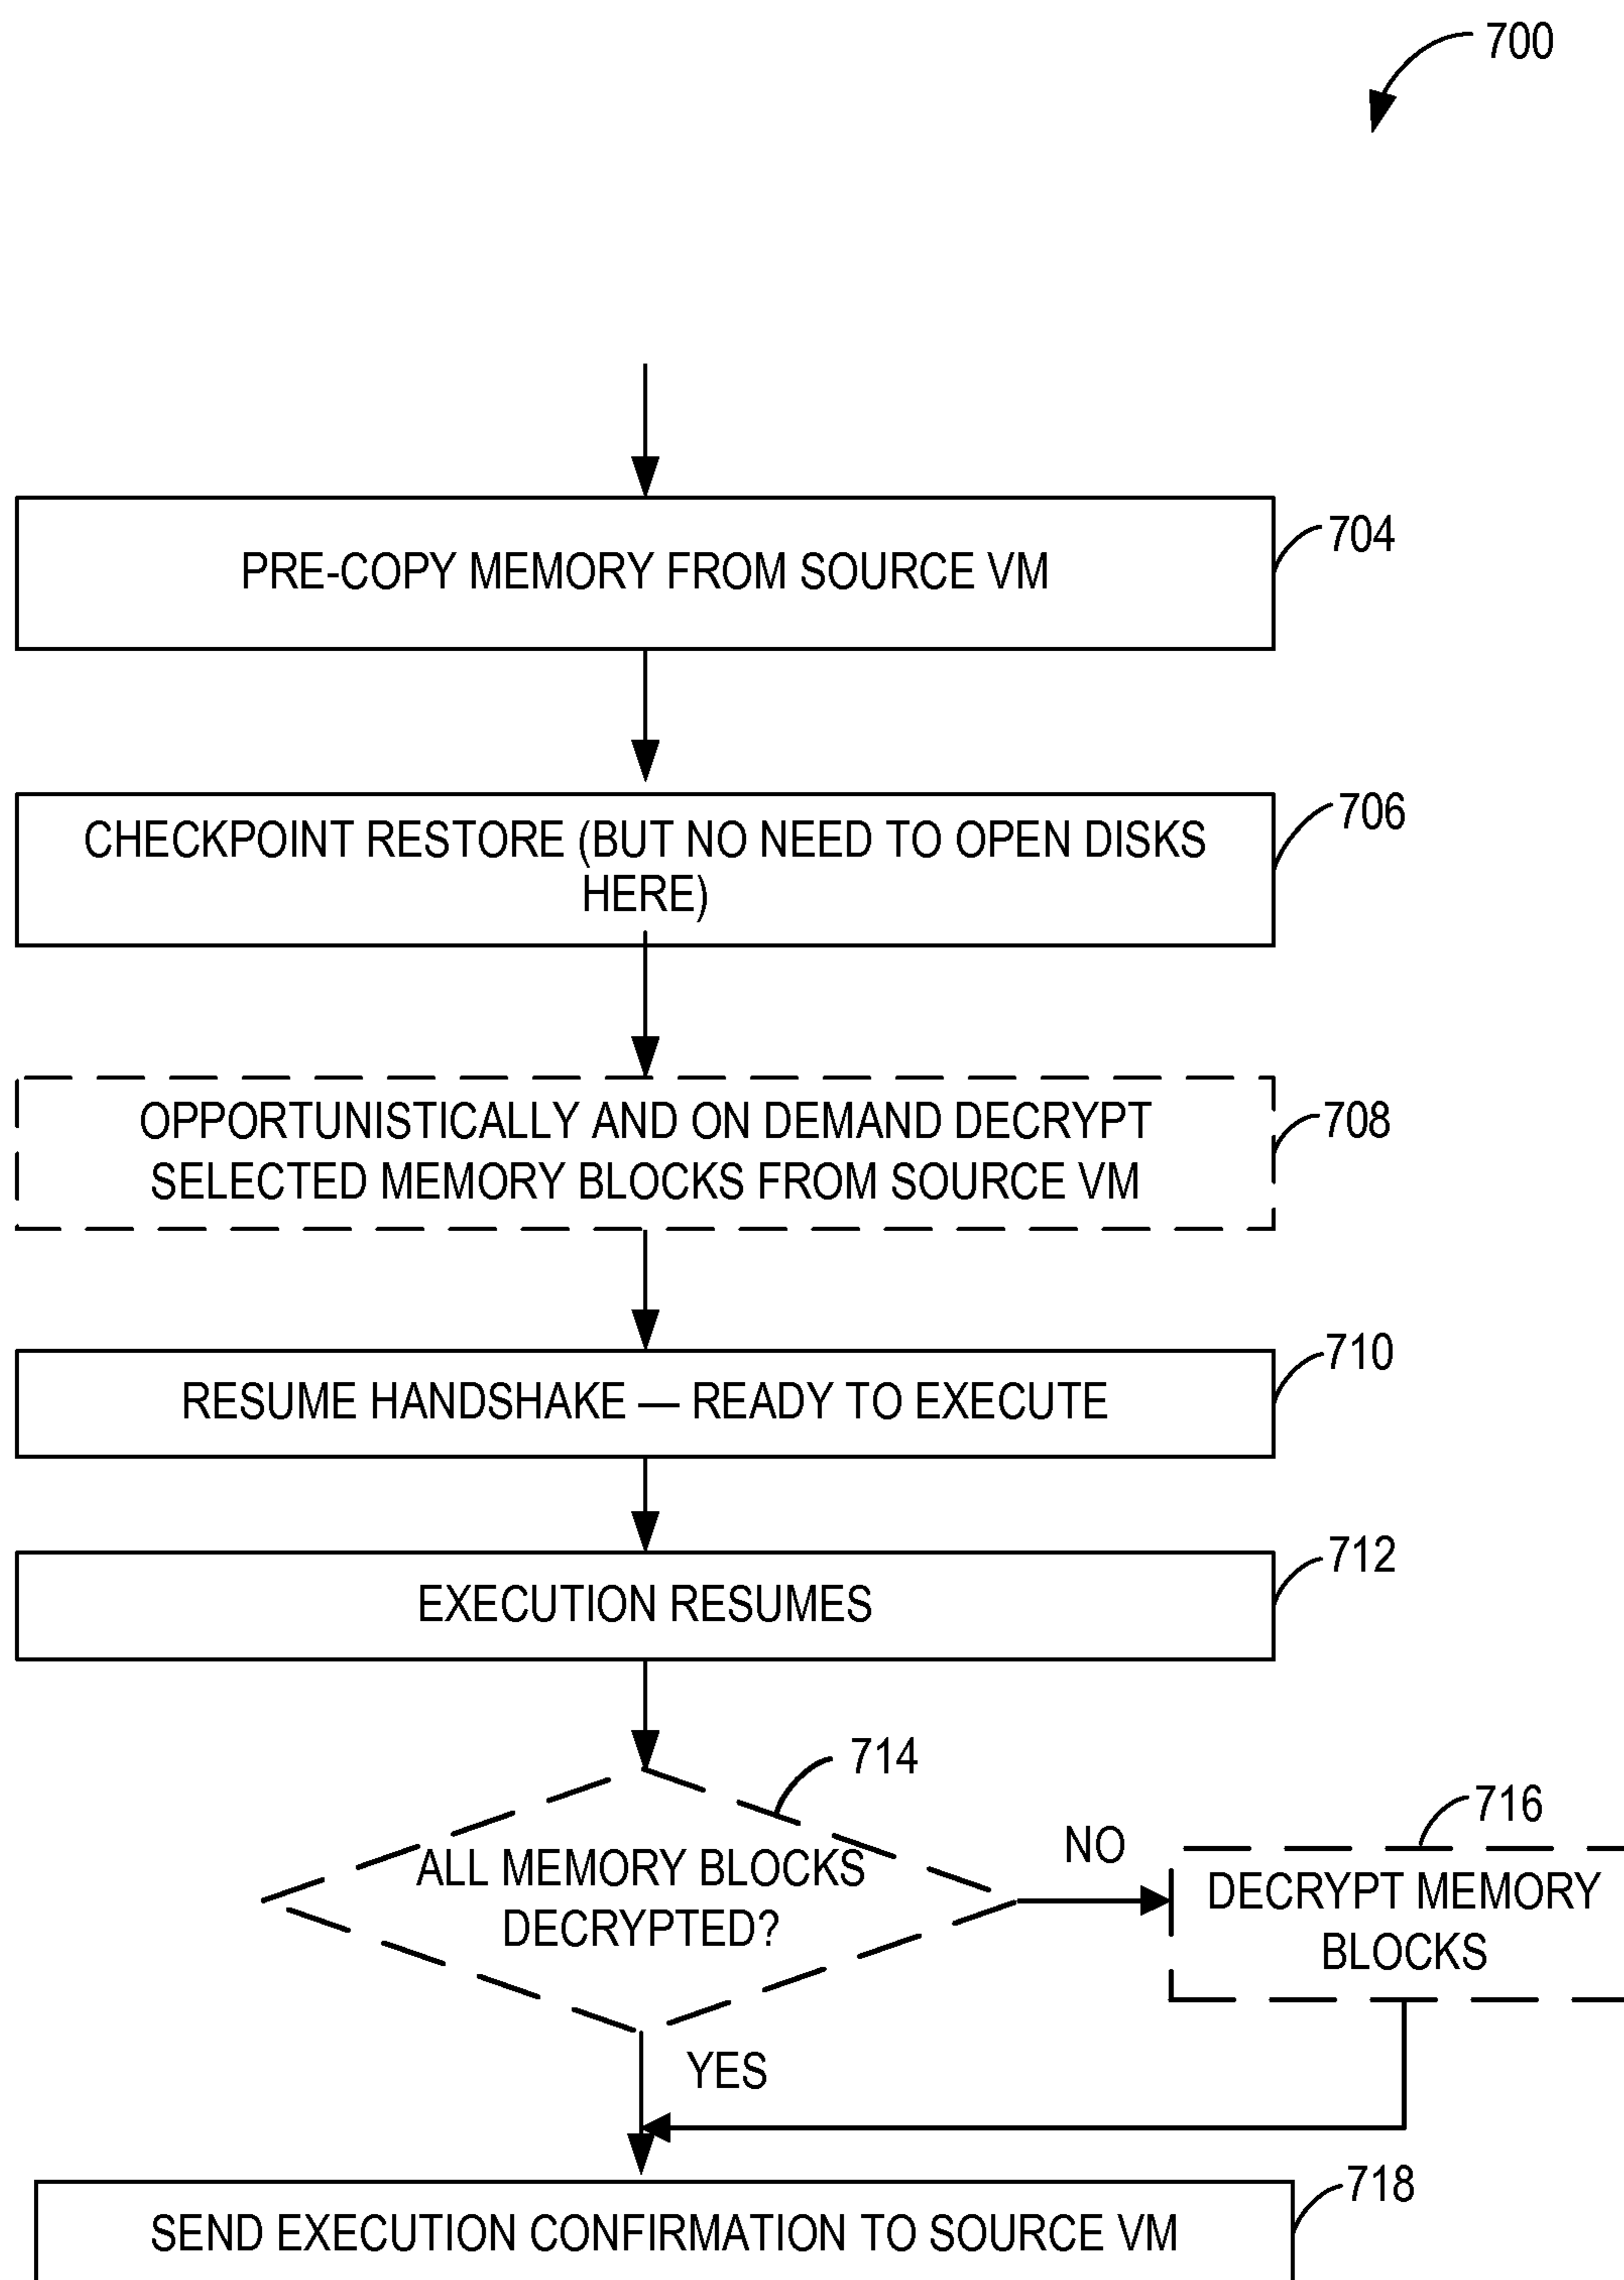 700
PRE-COPY MEMORY FROM SOURCE VM
704
CHECKPOINT RESTORE (BUT NO NEED TO OPEN DISKS
HERE)
706
OPPORTUNISTICALLY AND ON DEMAND DECRYPT
SELECTED MEMORY BLOCKS FROM SOURCE VM
708
RESUME HANDSHAKE — READY TO EXECUTE
710
EXECUTION RESUMES
712
714
ALL MEMORY BLOCKS
DECRYPTED?
NO
716
DECRYPT MEMORY
BLOCKS
YES
718
SEND EXECUTION CONFIRMATION TO SOURCE VM